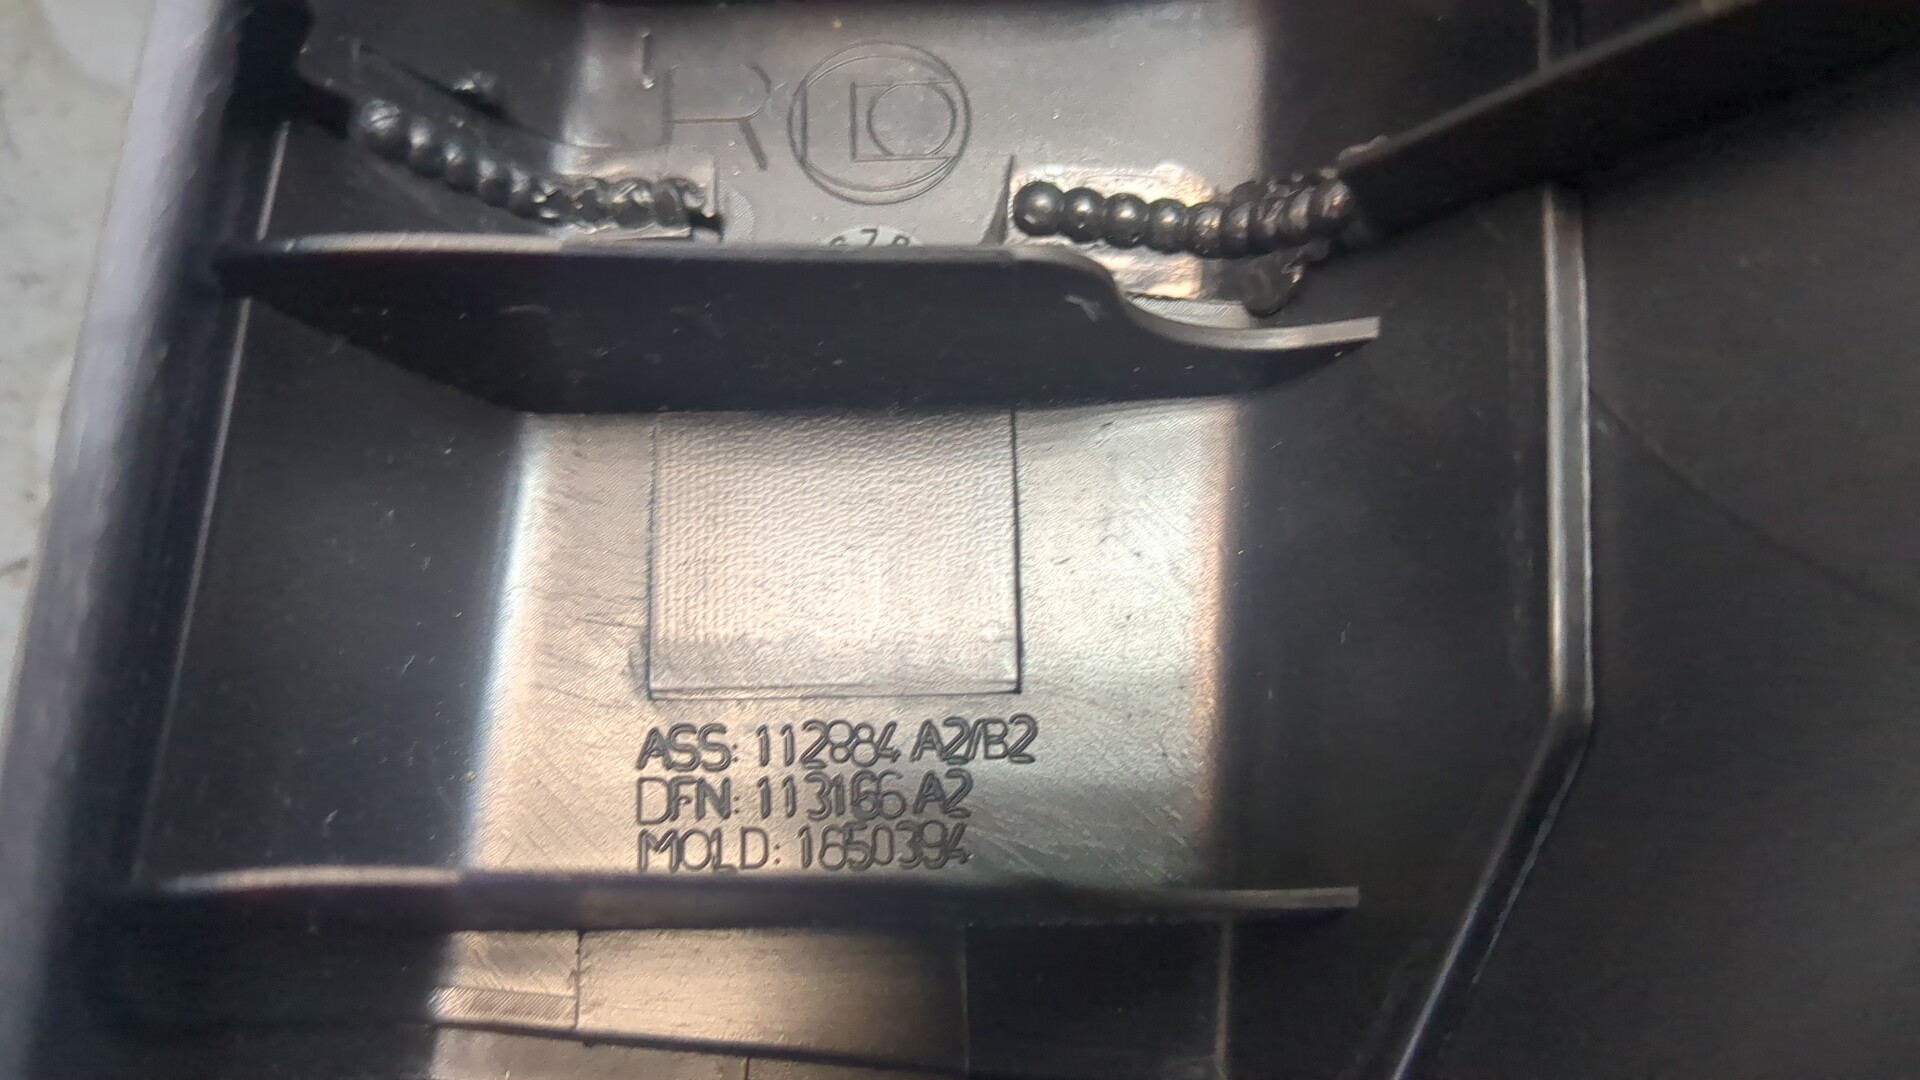 R
ASS: 112884 A2/B2
DFN: 113166 A2
MOLD: 1650394